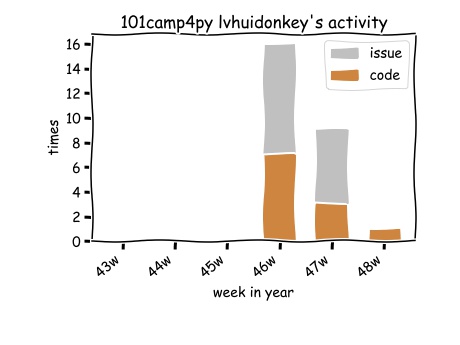 101camp4py lvhuidonkey's activity
issue
code
16
14
12
10
8
6
4
2
0
times
43w 44w 45w 46w 47w 48w
week in year